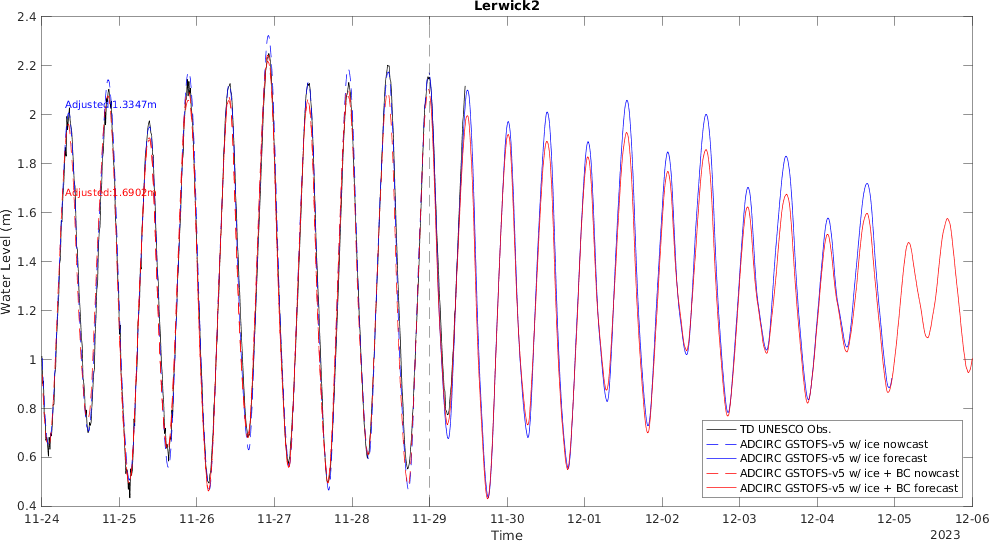 Lerwick2
2.4
2.2
2
1.8
1.6
1.4
1.2
1
0.8
0.6
0.4
Water Level (m)
Adjusted:1.3347m
Adjusted:1.6902m
TD UNESCO Obs.
ADCIRC GSTOFS-v5 w/ ice nowcast
ADCIRC GSTOFS-v5 w/ ice forecast
ADCIRC GSTOFS-v5 w/ ice + BC nowcast
ADCIRC GSTOFS-v5 w/ ice + BC forecast
11-24 11-25 11-26 11-27 11-28 11-29 11-30 12-01 12-02 12-03 12-04 12-05 12-06
Time
2023